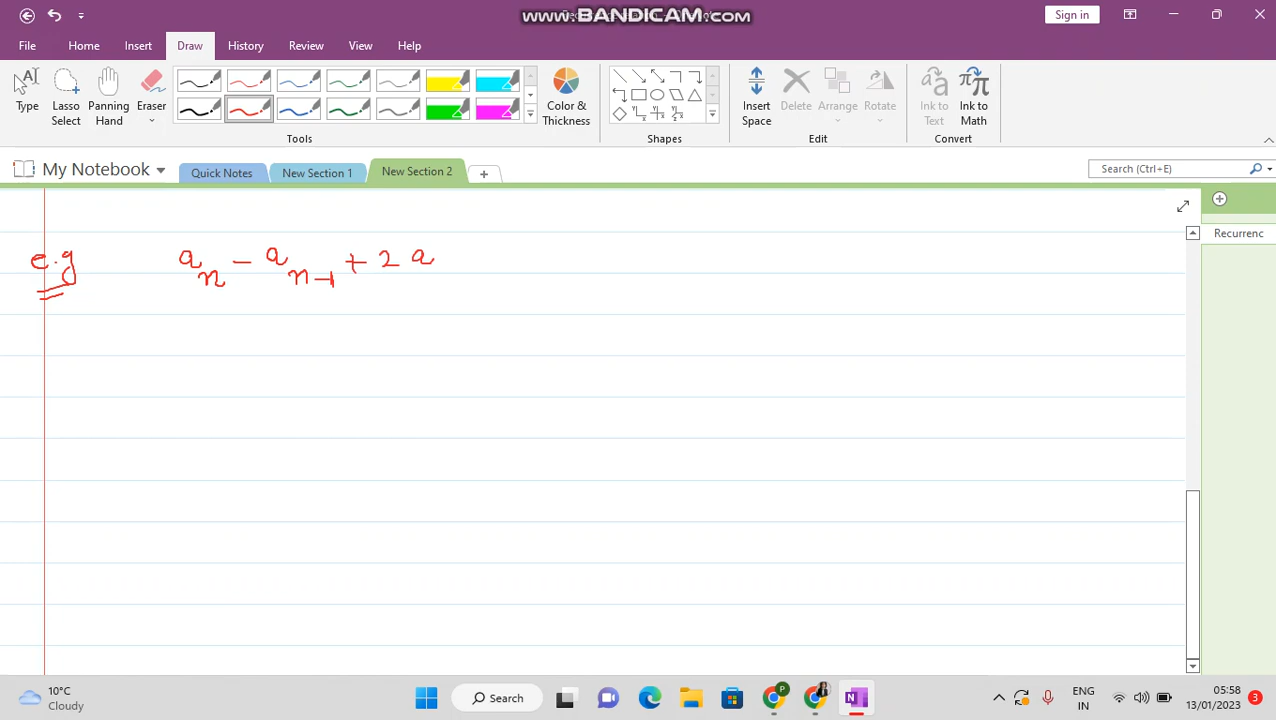 www.BANDICAM.com
Sign in
File Home Insert Draw History Review View Help
Type Lasso Select Panning Hand Eraser Color & Thickness Insert Space Delete Arrange Rotate Ink to Text Ink to Math
Tools Shapes Edit Convert
My Notebook Quick Notes New Section 1 New Section 2 + Search (Ctrl+E)
Recurrenc
e.g aₙ - aₙ₋₁ + 2 a
10°C
Cloudy
Search
ENG
IN
05:58
13/01/2023
3